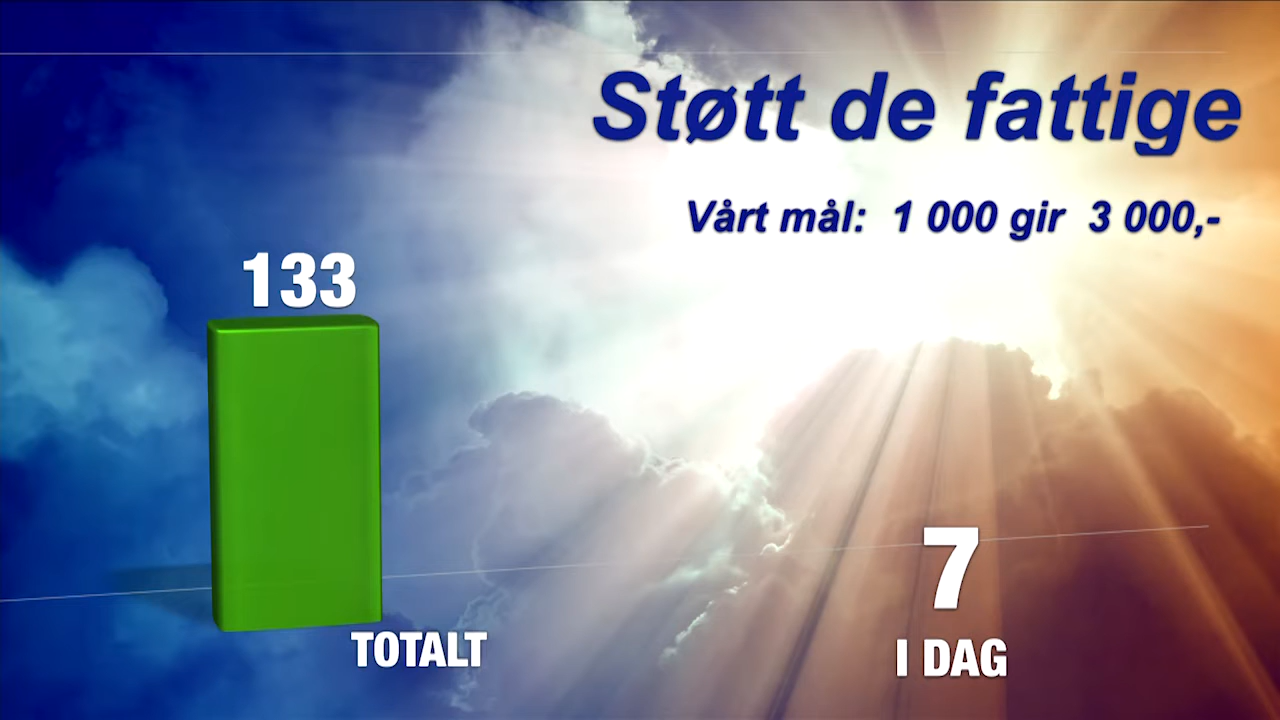 Støtt de fattige
Vårt mål: 1 000 gir 3 000,-
133
TOTALT
7
I DAG